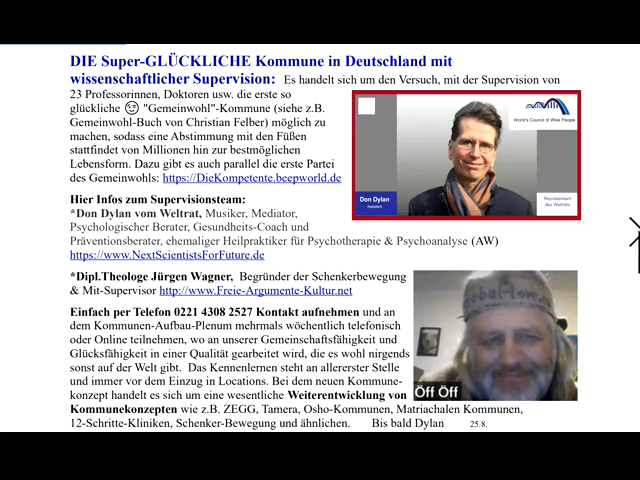 DIE Super-GLÜCKLICHE Kommune in Deutschland mit
wissenschaftlicher Supervision: Es handelt sich um den Versuch, mit der Supervision von
23 Professorinnen, Doktoren usw. die erste so
glückliche 😉 "Gemeinwohl"-Kommune (siehe z.B.
Gemeinwohl-Buch von Christian Felber) möglich zu
machen, sodass eine Abstimmung mit den Füßen
stattfindet von Millionen hin zur bestmöglichen
Lebensform. Dazu gibt es auch parallel die erste Partei
des Gemeinwohls: https://DieKompetente.beepworld.de
World's Council of Wise People
Don Dylan
Assistant
Repräsentant
des Weltrats
Hier Infos zum Supervisionsteam:
*Don Dylan vom Weltrat, Musiker, Mediator,
Psychologischer Berater, Gesundheits-Coach und
Präventionsberater, ehemaliger Heilpraktiker für Psychotherapie & Psychoanalyse (AW)
https://www.NextScientistsForFuture.de
*Dipl.Theologe Jürgen Wagner, Begründer der Schenkerbewegung
& Mit-Supervisor http://www.Freie-Argumente-Kultur.net
Einfach per Telefon 0221 4308 2527 Kontakt aufnehmen und an
dem Kommunen-Aufbau-Plenum mehrmals wöchentlich telefonisch
oder Online teilnehmen, wo an unserer Gemeinschaftsfähigkeit und
Glücksfähigkeit in einer Qualität gearbeitet wird, die es wohl nirgends
sonst auf der Welt gibt. Das Kennenlernen steht an allererster Stelle
und immer vor dem Einzug in Locations. Bei dem neuen Kommune-
konzept handelt es sich um eine wesentliche Weiterentwicklung von
Kommunekonzepten wie z.B. ZEGG, Tamera, Osho-Kommunen, Matriachalen Kommunen,
12-Schritte-Kliniken, Schenker-Bewegung und ähnlichen. Bis bald Dylan 25.8.
Öff Öff